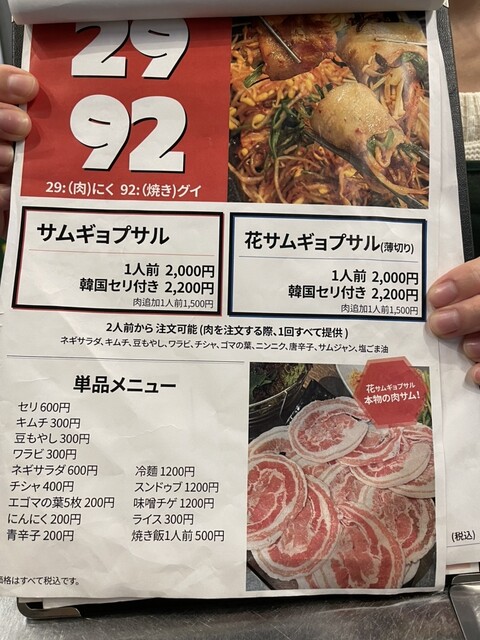 29
92
29:(肉)にく 92:(焼き)グイ
サムギョプサル
1人前 2,000円
韓国セリ付き 2,200円
肉追加1人前1,500円
花サムギョプサル(薄切り)
1人前 2,000円
韓国セリ付き 2,200円
肉追加1人前1,500円
2人前から 注文可能 (肉を注文する際、1回すべて提供)
ネギサラダ、キムチ、豆もやし、ワラビ、チシャ、ゴマの葉、ニンニク、唐辛子、サムジャン、塩ごま油
単品メニュー
セリ 600円
キムチ 300円
豆もやし 300円
ワラビ 300円
ネギサラダ 600円
チシャ 400円
エゴマの葉5枚 200円
にんにく 200円
青辛子 200円
冷麺 1200円
スンドゥブ 1200円
味噌チゲ 1200円
ライス 300円
焼き飯1人前 500円
花サムギョプサル
本物の肉サム!
(税込)
価格はすべて税込です。